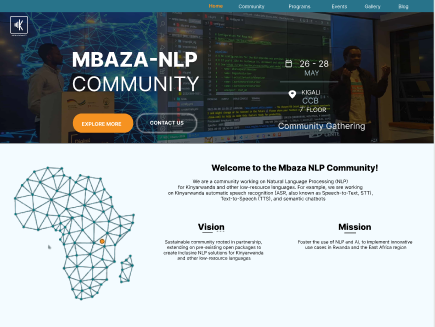 Home Community Programs Events Gallery Blog
MBAZA-NLP
COMMUNITY
EXPLORE MORE CONTACT US
26 - 28
MAY
KIGALI
CCB
7 FLOOR
Community Gathering
Welcome to the Mbaza NLP Community!
We are a community working on Natural Language Processing (NLP)
for Kinyarwanda and other low-resource languages. For example, we are working
on Kinyarwanda automatic speech recognition (ASR, also known as Speech-to-Text, STT),
Text-to-Speech (TTS), and semantic chatbots
Vision
Sustainable community rooted in partnership,
extending on pre-existing open packages to
create inclusive NLP solutions for Kinyarwanda
and other low-resource languages
Mission
Foster the use of NLP and AI, to implement innovative
use cases in Rwanda and the East Africa region